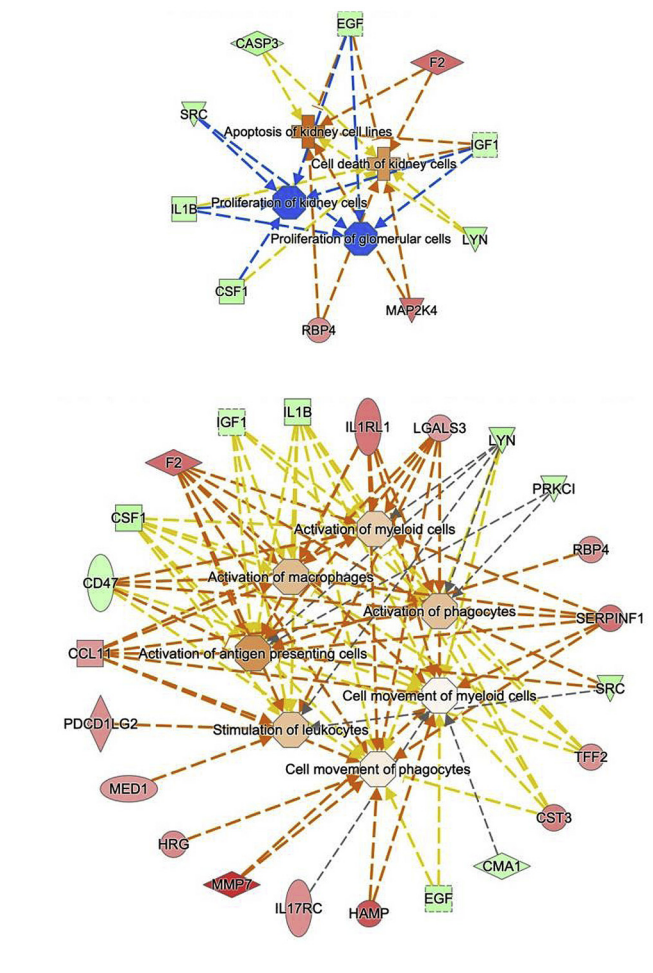 EGF
CASP3
F2
SRC
Apoptosis of kidney cell lines
IGF1
Cell death of kidney cells
Proliferation of kidney cells
IL1B
Proliferation of glomerular cells
LYN
CSF1
MAP2K4
RBP4
IL1B
IGF1
IL1RL1
LGALS3
LYN
F2
PRKCI
CSF1
Activation of myeloid cells
RBP4
Activation of macrophages
CD47
Activation of phagocytes
SERPINF1
CCL11
Activation of antigen presenting cells
SRC
Cell movement of myeloid cells
PDCD1LG2
Stimulation of leukocytes
TFF2
Cell movement of phagocytes
MED1
CST3
HRG
CMA1
MMP7
EGF
IL17RC
HAMP